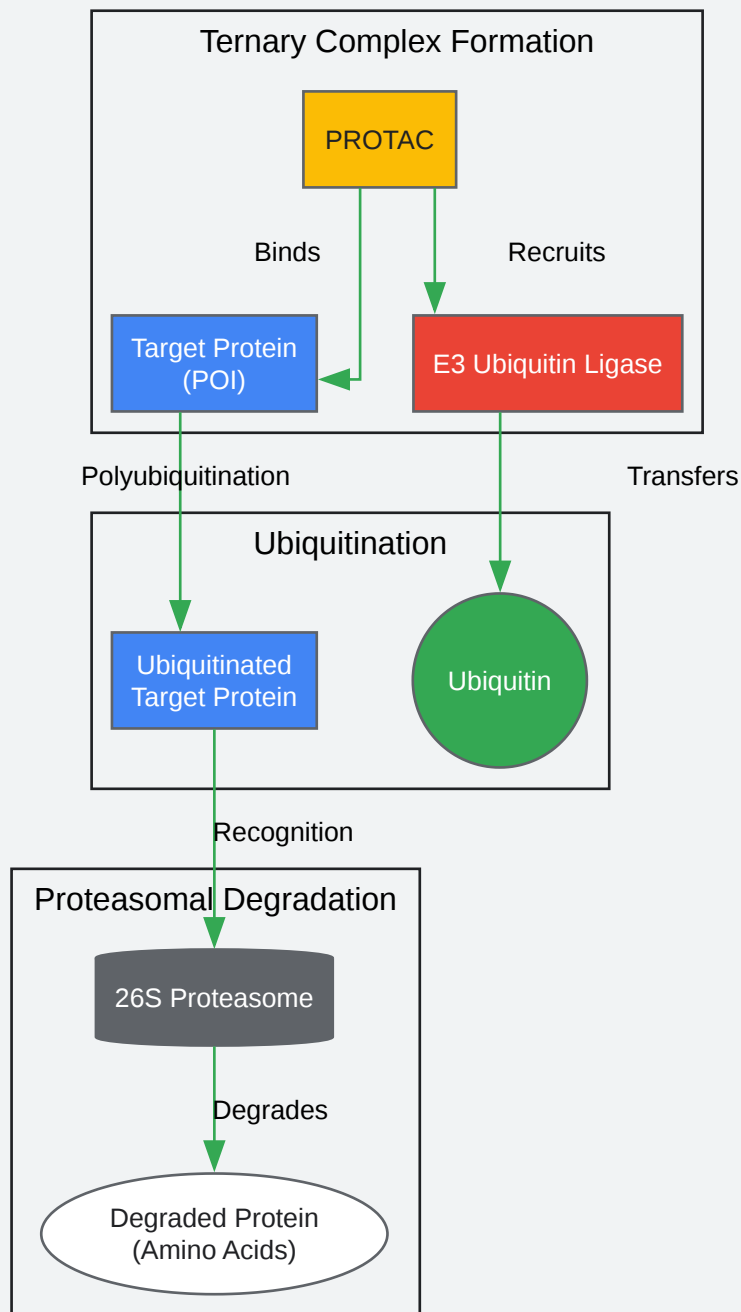 Ternary Complex Formation
PROTAC
Binds
Recruits
Target Protein
(POI)
E3 Ubiquitin Ligase
Polyubiquitination
Transfers
Ubiquitination
Ubiquitinated
Target Protein
Ubiquitin
Recognition
Proteasomal Degradation
26S Proteasome
Degrades
Degraded Protein
(Amino Acids)